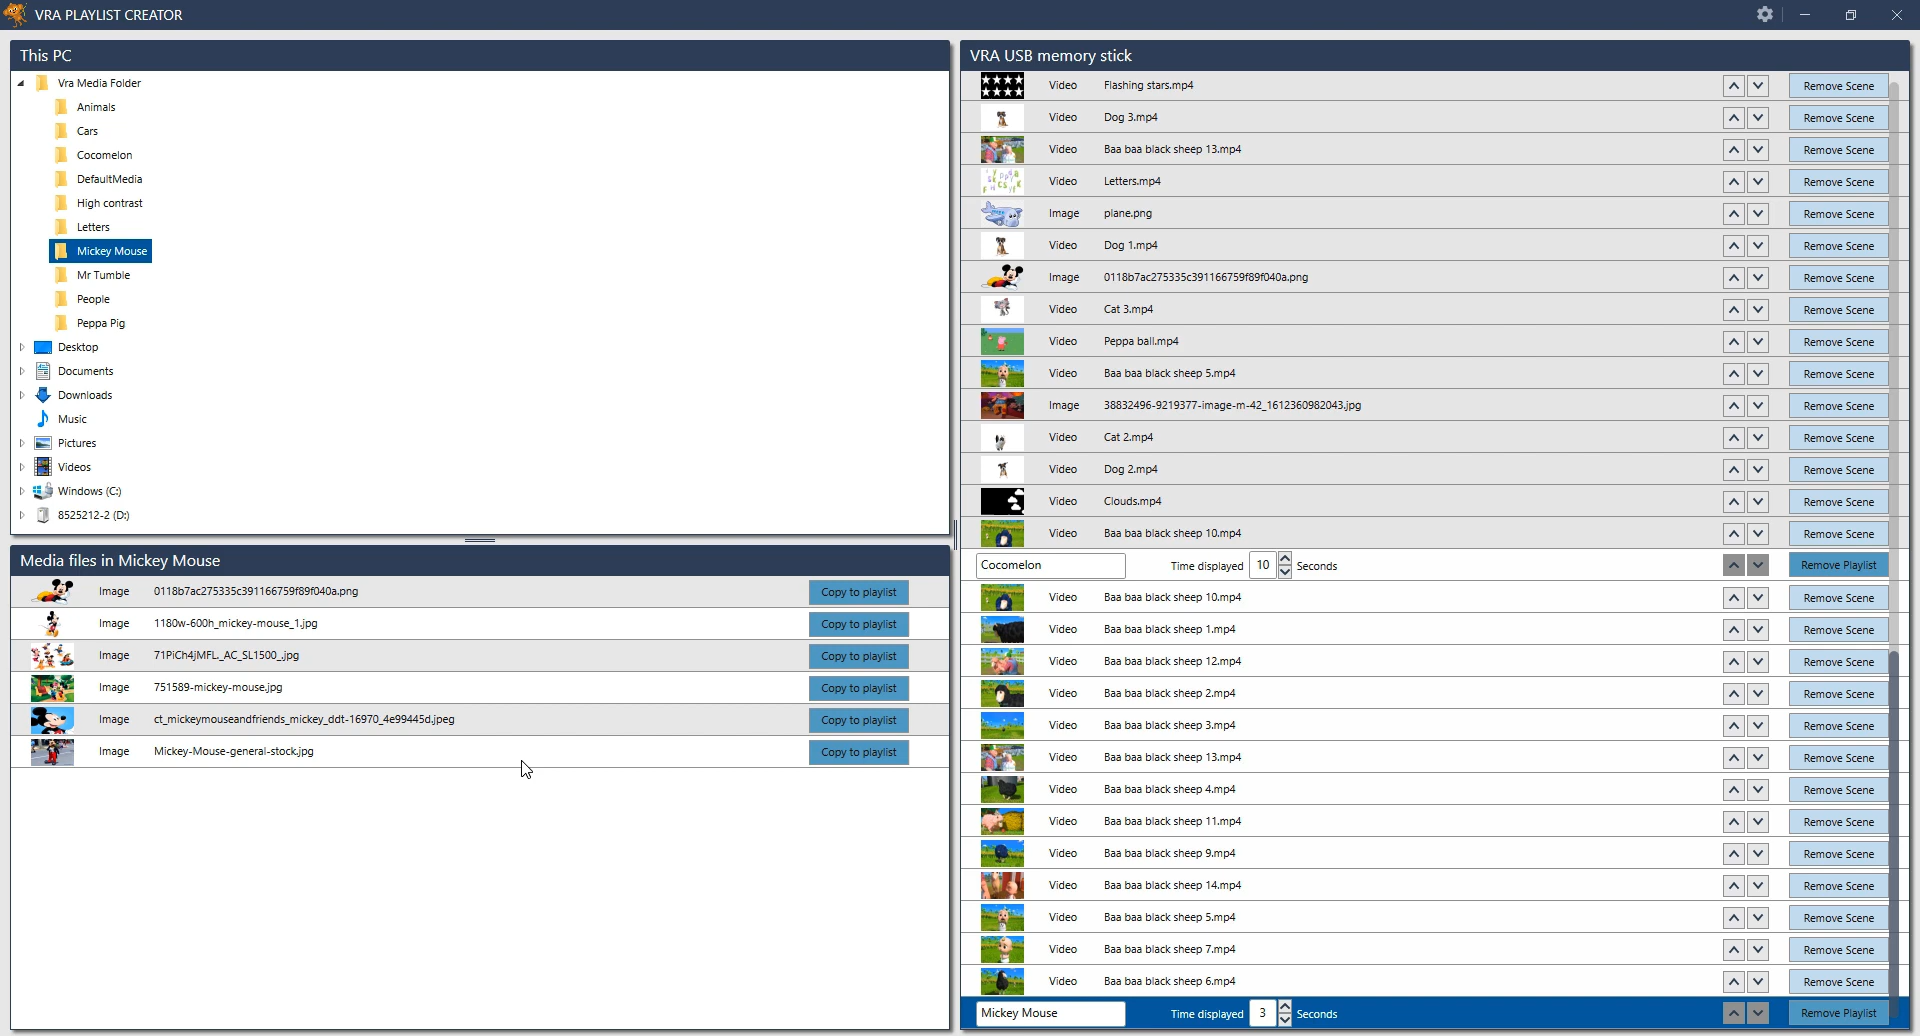 VRA PLAYLIST CREATOR
This PC
Vra Media Folder
Animals
Cars
Cocomelon
DefaultMedia
High contrast
Letters
Mickey Mouse
Mr Tumble
People
Peppa Pig
Desktop
Documents
Downloads
Music
Pictures
Videos
Windows (C:)
8525212-2 (D:)
Media files in Mickey Mouse
Image 0118b7ac275335c391166759f89f040a.png Copy to playlist
Image 1180w-600h_mickey-mouse_1.jpg Copy to playlist
Image 71PiCh4jMFL._AC_SL1500_.jpg Copy to playlist
Image 751589-mickey-mouse.jpg Copy to playlist
Image ct_mickeymouseandfriends_mickey_ddt-16970_4e99445d.jpeg Copy to playlist
Image Mickey-Mouse-general-stock.jpg Copy to playlist
VRA USB memory stick
Video Flashing stars.mp4 Remove Scene
Video Dog 3.mp4 Remove Scene
Video Baa baa black sheep 13.mp4 Remove Scene
Video Letters.mp4 Remove Scene
Image plane.png Remove Scene
Video Dog 1.mp4 Remove Scene
Image 0118b7ac275335c391166759f89f040a.png Remove Scene
Video Cat 3.mp4 Remove Scene
Video Peppa ball.mp4 Remove Scene
Video Baa baa black sheep 5.mp4 Remove Scene
Image 38832496-9219377-image-m-42_1612360982043.jpg Remove Scene
Video Cat 2.mp4 Remove Scene
Video Dog 2.mp4 Remove Scene
Video Clouds.mp4 Remove Scene
Video Baa baa black sheep 10.mp4 Remove Scene
Cocomelon Time displayed 10 Seconds Remove Playlist
Video Baa baa black sheep 10.mp4 Remove Scene
Video Baa baa black sheep 1.mp4 Remove Scene
Video Baa baa black sheep 12.mp4 Remove Scene
Video Baa baa black sheep 2.mp4 Remove Scene
Video Baa baa black sheep 3.mp4 Remove Scene
Video Baa baa black sheep 13.mp4 Remove Scene
Video Baa baa black sheep 4.mp4 Remove Scene
Video Baa baa black sheep 11.mp4 Remove Scene
Video Baa baa black sheep 9.mp4 Remove Scene
Video Baa baa black sheep 14.mp4 Remove Scene
Video Baa baa black sheep 5.mp4 Remove Scene
Video Baa baa black sheep 7.mp4 Remove Scene
Video Baa baa black sheep 6.mp4 Remove Scene
Mickey Mouse Time displayed 3 Seconds Remove Playlist